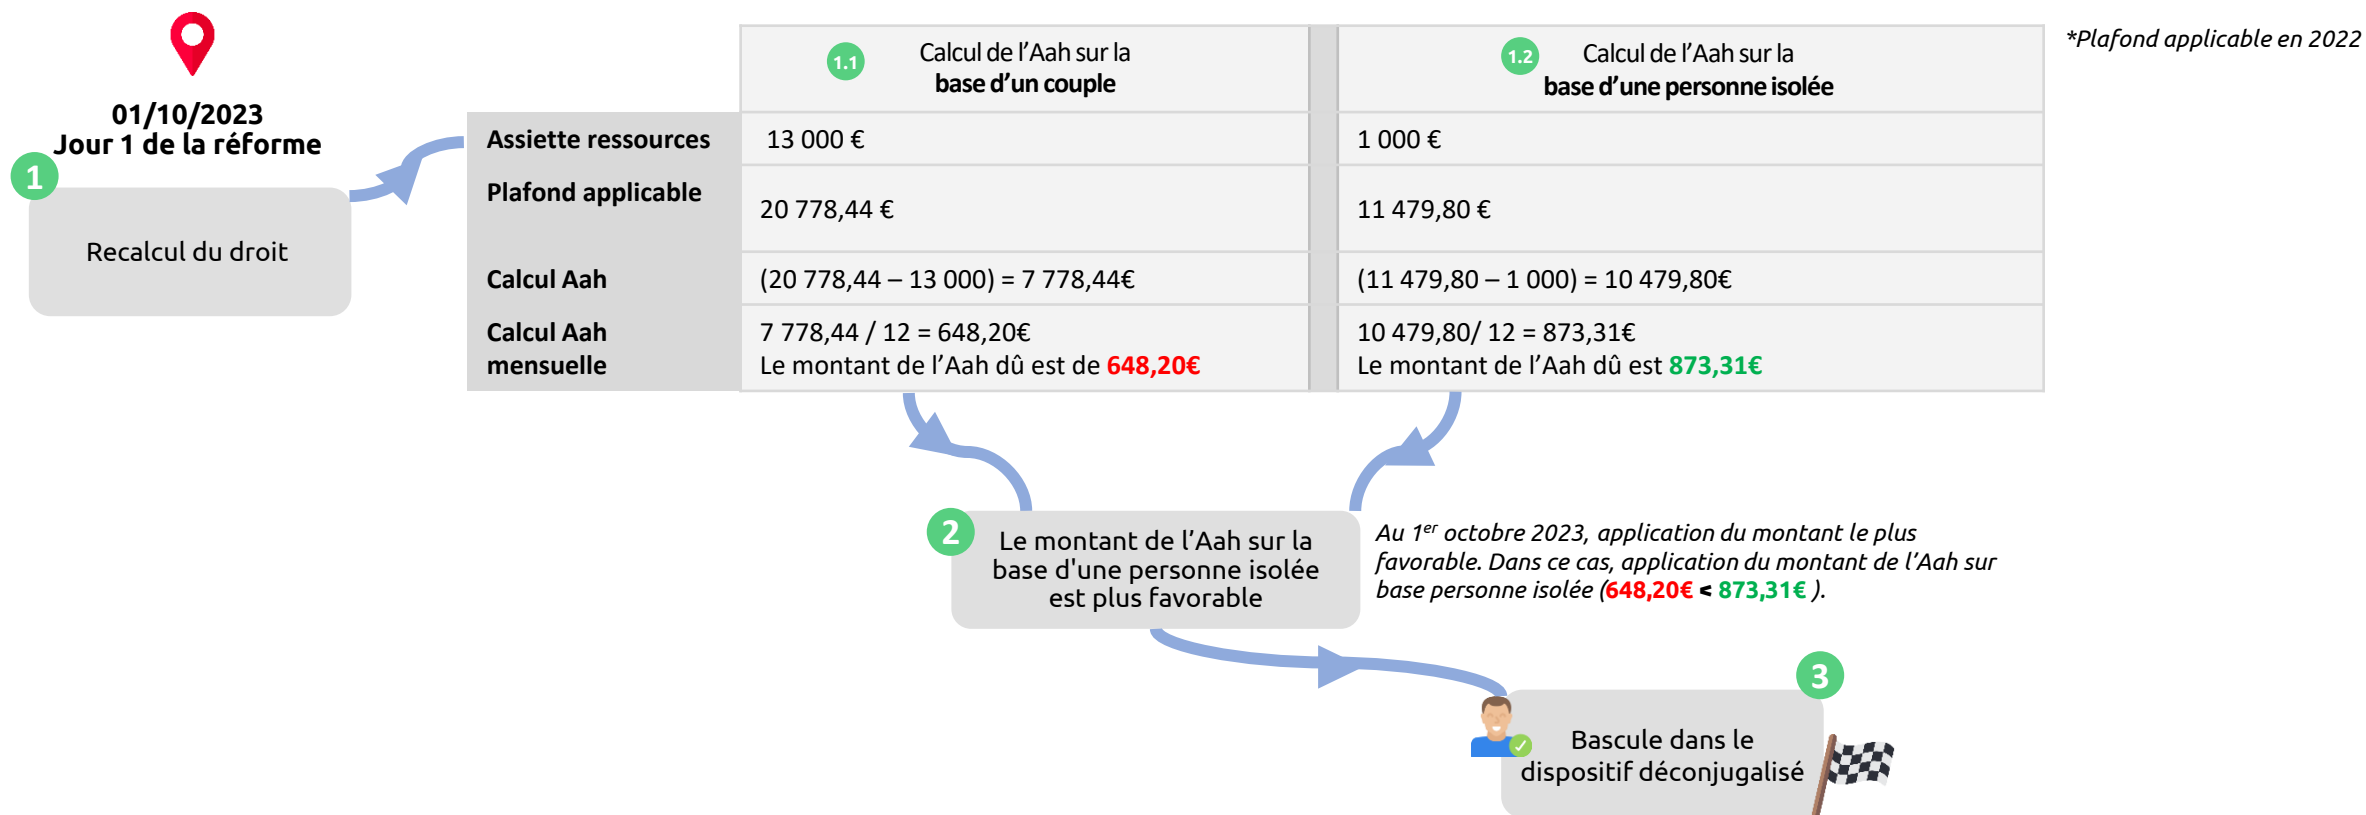 *Plafond applicable en 2022
01/10/2023
Jour 1 de la réforme
1
Recalcul du droit
1.1
Calcul de l’Aah sur la
base d’un couple
1.2
Calcul de l’Aah sur la
base d’une personne isolée
Assiette ressources
13 000 €
1 000 €
Plafond applicable
20 778,44 €
11 479,80 €
Calcul Aah
(20 778,44 – 13 000) = 7 778,44€
(11 479,80 – 1 000) = 10 479,80€
Calcul Aah
mensuelle
7 778,44 / 12 = 648,20€
Le montant de l’Aah dû est de 648,20€
10 479,80/ 12 = 873,31€
Le montant de l’Aah dû est 873,31€
2
Le montant de l’Aah sur la
base d'une personne isolée
est plus favorable
Au 1er octobre 2023, application du montant le plus
favorable. Dans ce cas, application du montant de l’Aah sur
base personne isolée (648,20€ < 873,31€ ).
3
Bascule dans le
dispositif déconjugalisé